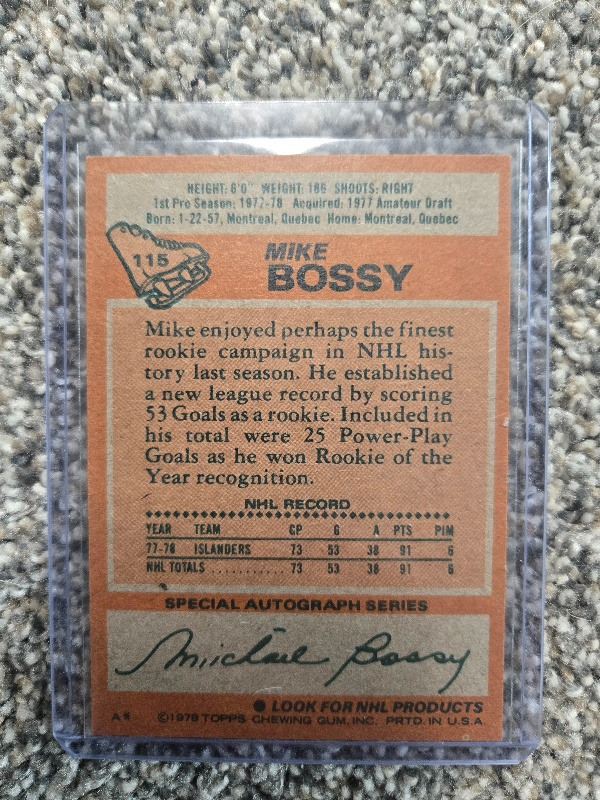 HEIGHT: 6'0" WEIGHT: 186 SHOOTS: RIGHT
1st Pro Season: 1977-78 Acquired: 1977 Amateur Draft
Born: 1-22-57, Montreal, Quebec Home: Montreal, Quebec
115
MIKE
BOSSY
Mike enjoyed perhaps the finest
rookie campaign in NHL his-
tory last season. He established
a new league record by scoring
53 Goals as a rookie. Included in
his total were 25 Power-Play
Goals as he won Rookie of the
Year recognition.
NHL RECORD
YEAR TEAM GP G A PTS PIM
77-78 ISLANDERS 73 53 38 91 6
NHL TOTALS ............ 73 53 38 91 6
SPECIAL AUTOGRAPH SERIES
Michael Bossy
● LOOK FOR NHL PRODUCTS
A* ©1978 TOPPS CHEWING GUM, INC. PRTD. IN U.S.A.